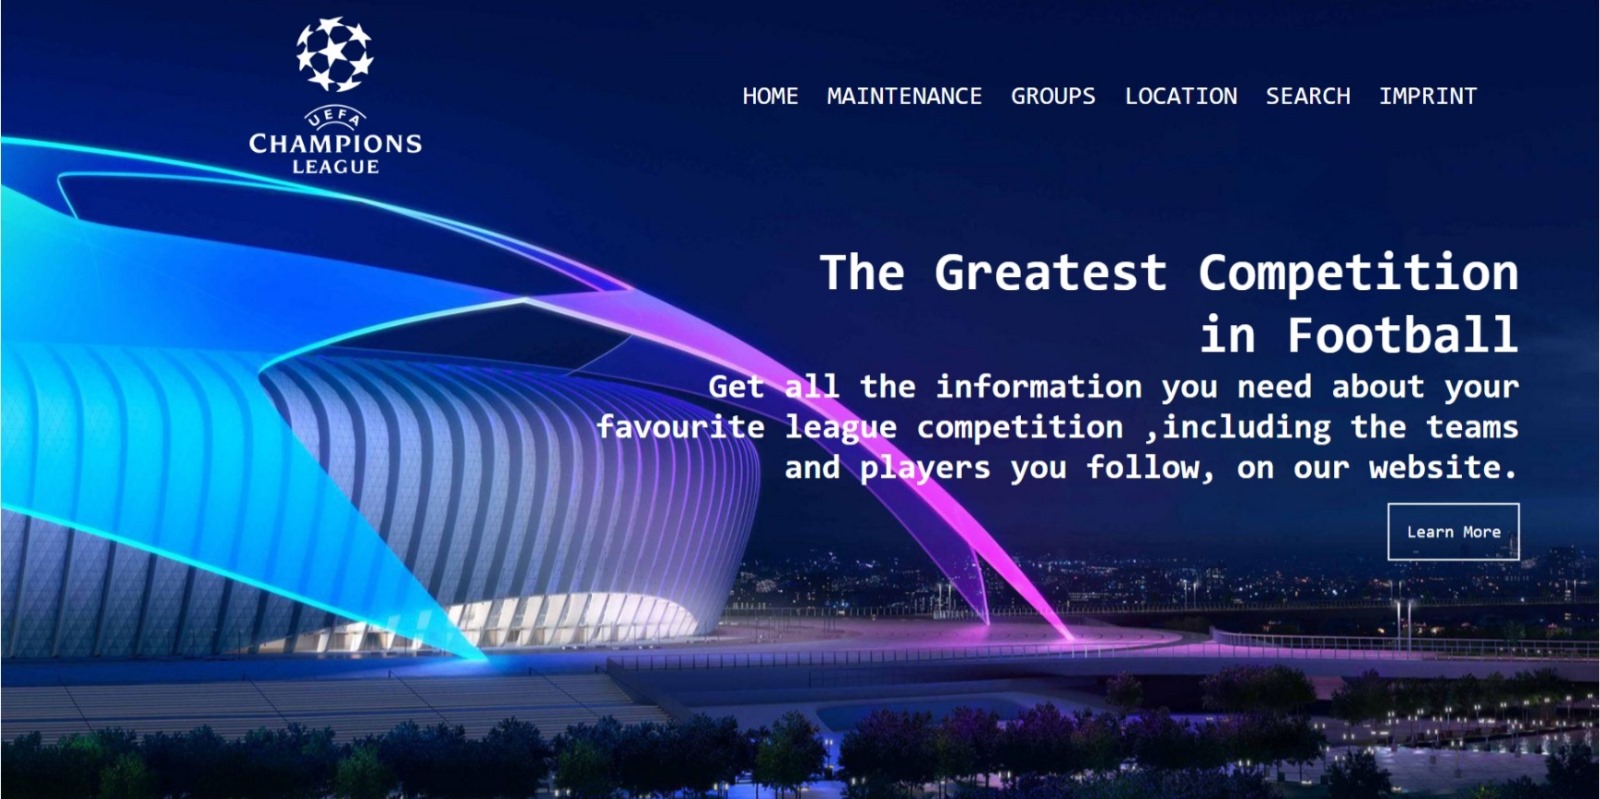 UEFA
CHAMPIONS
LEAGUE
HOME MAINTENANCE GROUPS LOCATION SEARCH IMPRINT
The Greatest Competition
in Football
Get all the information you need about your
favourite league competition ,including the teams
and players you follow, on our website.
Learn More